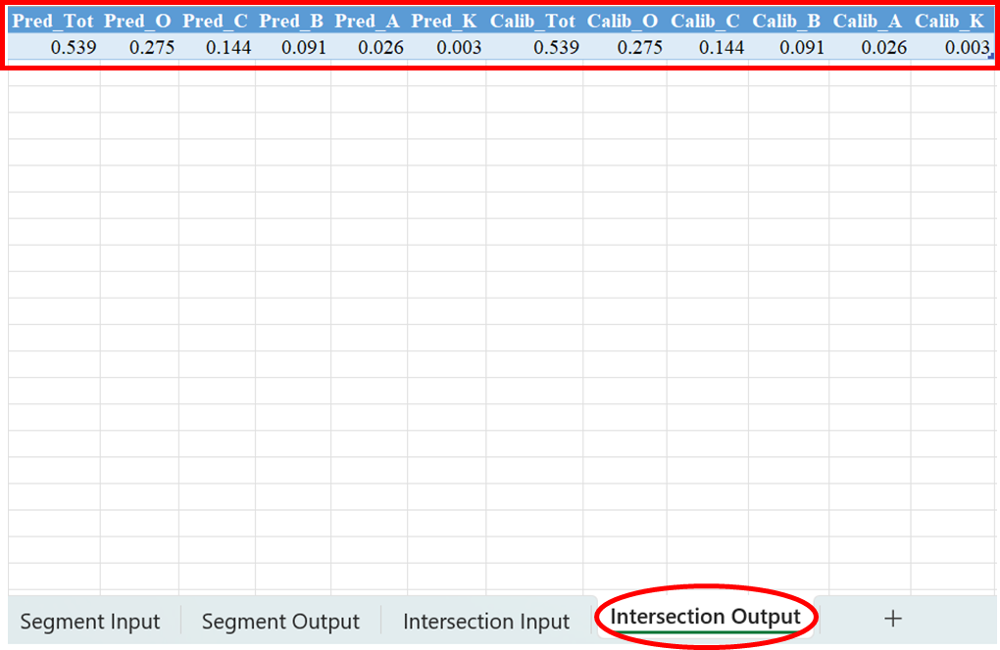 Pred_Tot Pred_O Pred_C Pred_B Pred_A Pred_K Calib_Tot Calib_O Calib_C Calib_B Calib_A Calib_K
0.539 0.275 0.144 0.091 0.026 0.003 0.539 0.275 0.144 0.091 0.026 0.003
Segment Input Segment Output Intersection Input Intersection Output +